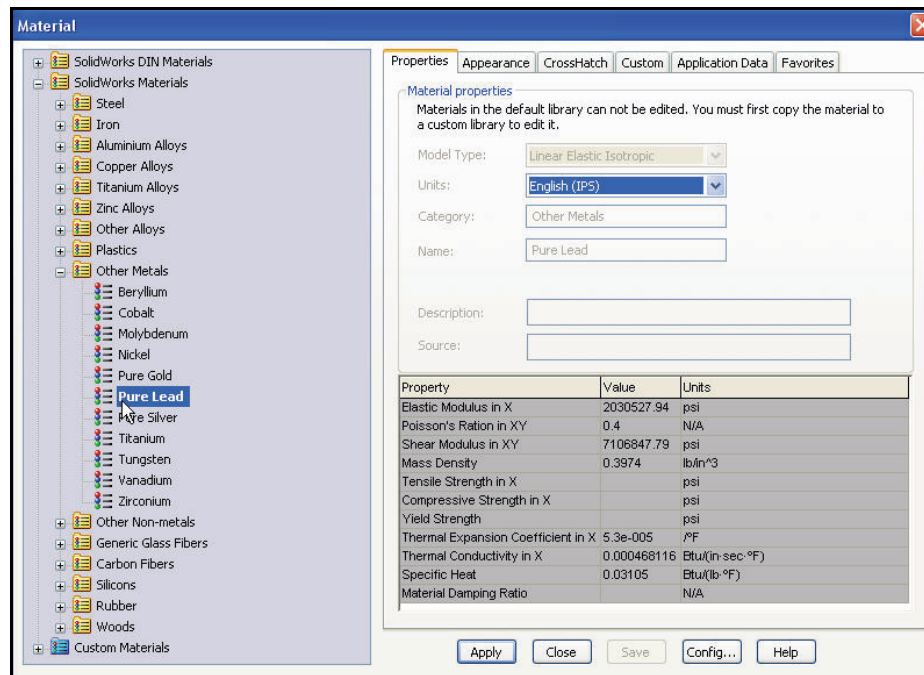 Material
SolidWorks DIN Materials
SolidWorks Materials
Steel
Iron
Aluminium Alloys
Copper Alloys
Titanium Alloys
Zinc Alloys
Other Alloys
Plastics
Other Metals
Beryllium
Cobalt
Molybdenum
Nickel
Pure Gold
Pure Lead
Pure Silver
Titanium
Tungsten
Vanadium
Zirconium
Other Non-metals
Generic Glass Fibers
Carbon Fibers
Silicons
Rubber
Woods
Custom Materials
Properties Appearance CrossHatch Custom Application Data Favorites
Material properties
Materials in the default library can not be edited. You must first copy the material to
a custom library to edit it.
Model Type: Linear Elastic Isotropic
Units: English (IPS)
Category: Other Metals
Name: Pure Lead
Description:
Source:
Property Value Units
Elastic Modulus in X 2030527.94 psi
Poisson's Ration in XY 0.4 N/A
Shear Modulus in XY 7106847.79 psi
Mass Density 0.3974 lb/in^3
Tensile Strength in X psi
Compressive Strength in X psi
Yield Strength psi
Thermal Expansion Coefficient in X 5.3e-005 /°F
Thermal Conductivity in X 0.000468116 Btu/(in·sec·°F)
Specific Heat 0.03105 Btu/(lb·°F)
Material Damping Ratio N/A
Apply Close Save Config... Help